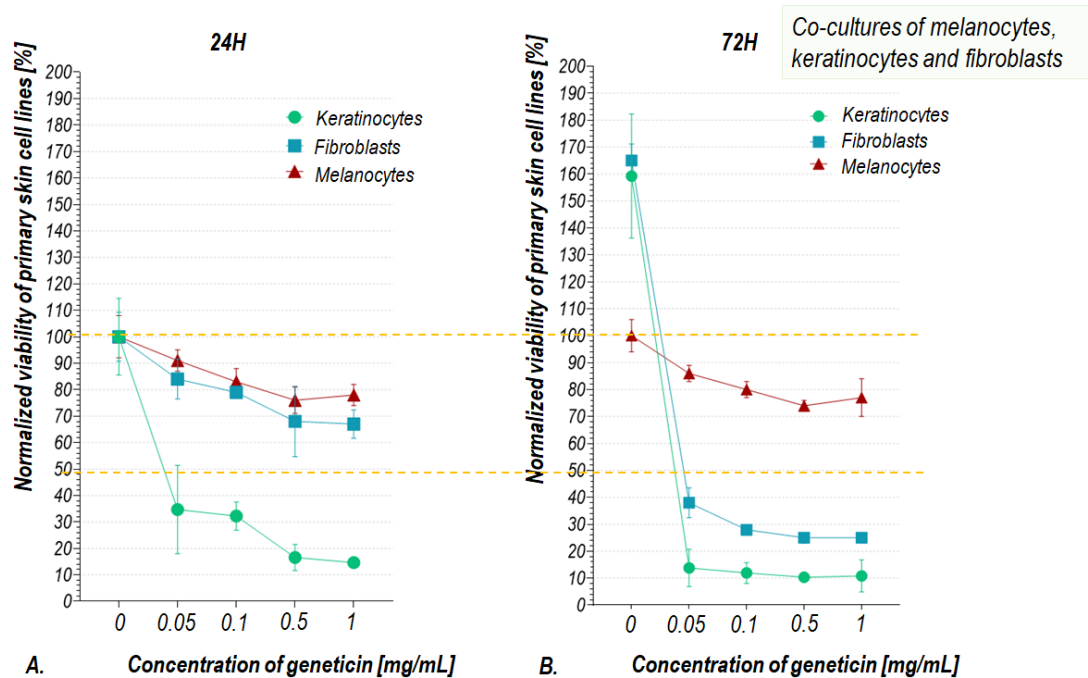 24H
72H
Co-cultures of melanocytes,
keratinocytes and fibroblasts
Normalized viability of primary skin cell lines [%]
200
190
180
170
160
150
140
130
120
110
100
90
80
70
60
50
40
30
20
10
0
Keratinocytes
Fibroblasts
Melanocytes
0 0.05 0.1 0.5 1
A. Concentration of geneticin [mg/mL]
Normalized viability of primary skin cell lines [%]
200
190
180
170
160
150
140
130
120
110
100
90
80
70
60
50
40
30
20
10
0
Keratinocytes
Fibroblasts
Melanocytes
0 0.05 0.1 0.5 1
B. Concentration of geneticin [mg/mL]